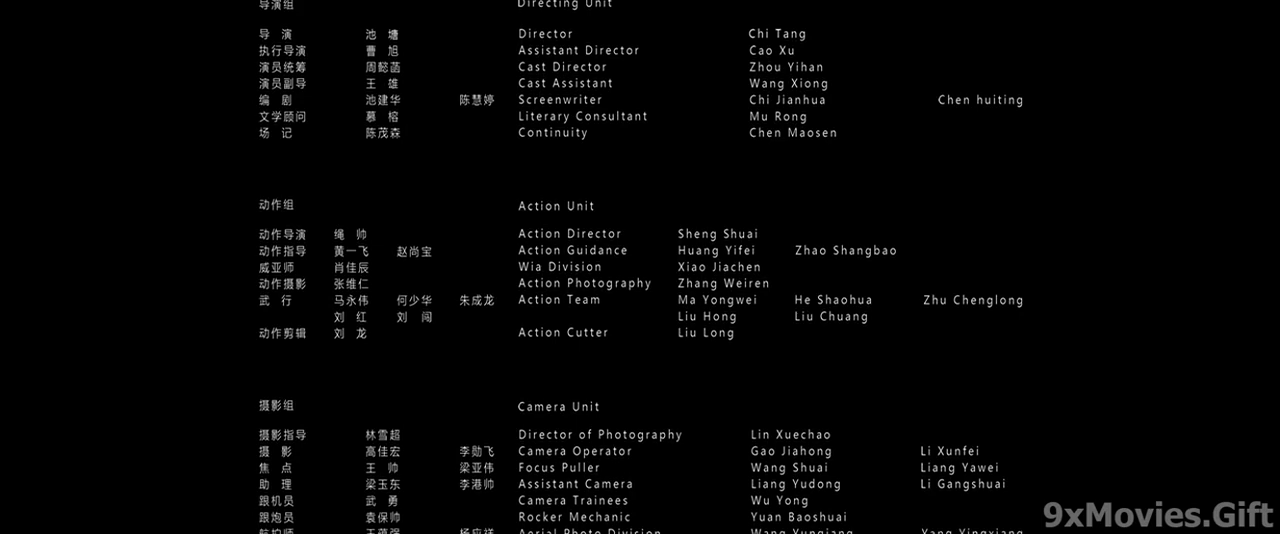 导演组 Directing Unit
导 演 池 塘 Director Chi Tang
执行导演 曹 旭 Assistant Director Cao Xu
演员统筹 周懿菡 Cast Director Zhou Yihan
演员副导 王 雄 Cast Assistant Wang Xiong
编 剧 池建华 陈慧婷 Screenwriter Chi Jianhua Chen huiting
文学顾问 慕 榕 Literary Consultant Mu Rong
场 记 陈茂森 Continuity Chen Maosen
动作组 Action Unit
动作导演 绳 帅 Action Director Sheng Shuai
动作指导 黄一飞 赵尚宝 Action Guidance Huang Yifei Zhao Shangbao
威亚师 肖佳辰 Wia Division Xiao Jiachen
动作摄影 张维仁 Action Photography Zhang Weiren
武 行 马永伟 何少华 朱成龙 Action Team Ma Yongwei He Shaohua Zhu Chenglong
刘 红 刘 闯 Liu Hong Liu Chuang
动作剪辑 刘 龙 Action Cutter Liu Long
摄影组 Camera Unit
摄影指导 林雪超 Director of Photography Lin Xuechao
摄 影 高佳宏 李勋飞 Camera Operator Gao Jiahong Li Xunfei
焦 点 王 帅 梁亚伟 Focus Puller Wang Shuai Liang Yawei
助 理 梁玉东 李港帅 Assistant Camera Liang Yudong Li Gangshuai
跟机员 武 勇 Camera Trainees Wu Yong
跟炮员 袁保帅 Rocker Mechanic Yuan Baoshuai
Aerial Photo Division Wang Yunqiang Yang Yingxiang
9xMovies.Gift